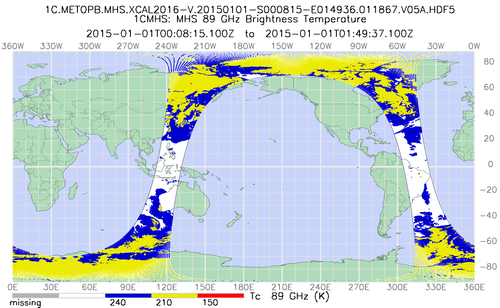 1C.METOPB.MHS.XCAL2016-V.20150101-S000815-E014936.011867.V05A.HDF5
1CMHS: MHS 89 GHz Brightness Temperature
2015-01-01T00:08:15.100Z to 2015-01-01T01:49:37.100Z
360W 330W 300W 270W 240W 210W 180W 150W 120W 90W 60W 30W 0W
80
60
40
20
0
-20
-40
-60
-80
0E 30E 60E 90E 120E 150E 180E 210E 240E 270E 300E 330E 360E
missing 240 210 150 Tc 89 GHz (K)